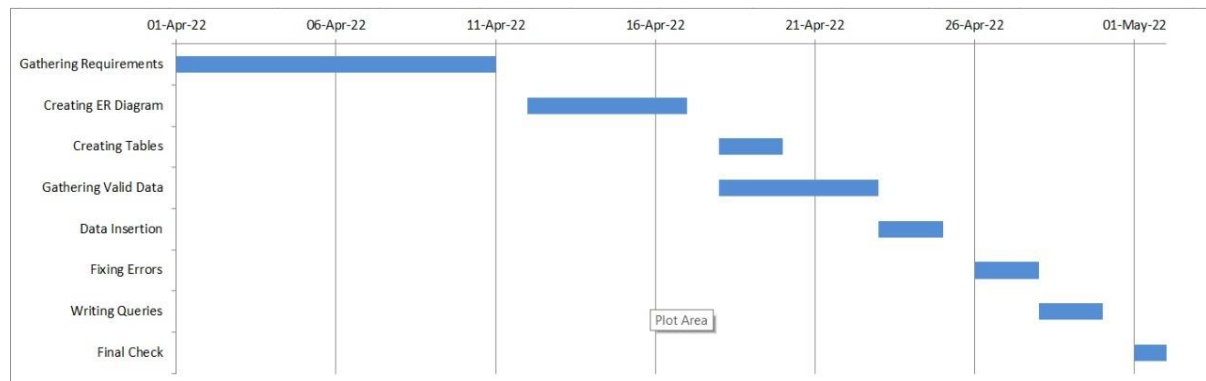 01-Apr-22 06-Apr-22 11-Apr-22 16-Apr-22 21-Apr-22 26-Apr-22 01-May-22
Gathering Requirements
Creating ER Diagram
Creating Tables
Gathering Valid Data
Data Insertion
Fixing Errors
Writing Queries
Plot Area
Final Check